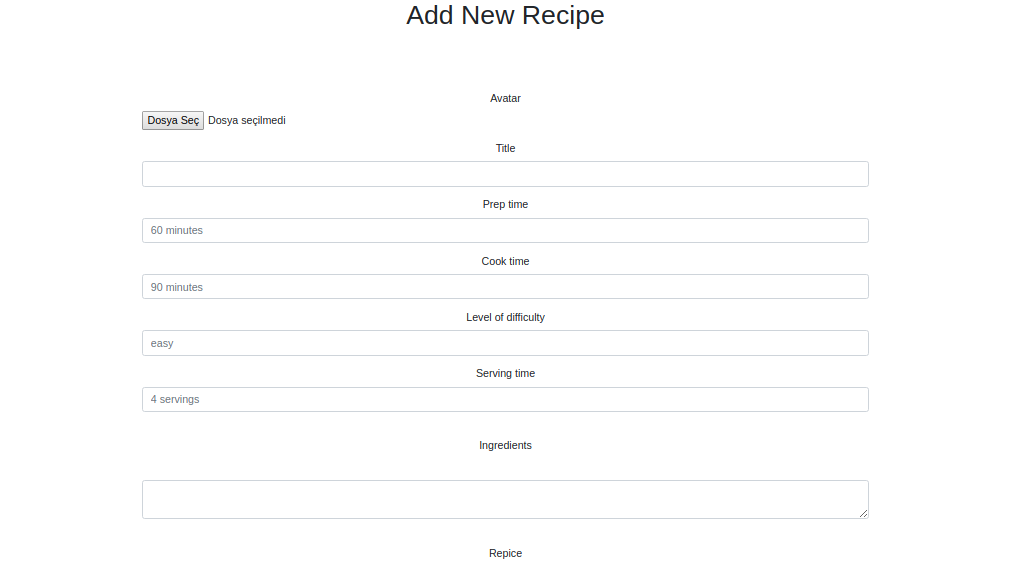 Add New Recipe
Avatar
Dosya Seç Dosya seçilmedi
Title
Prep time
60 minutes
Cook time
90 minutes
Level of difficulty
easy
Serving time
4 servings
Ingredients
Repice